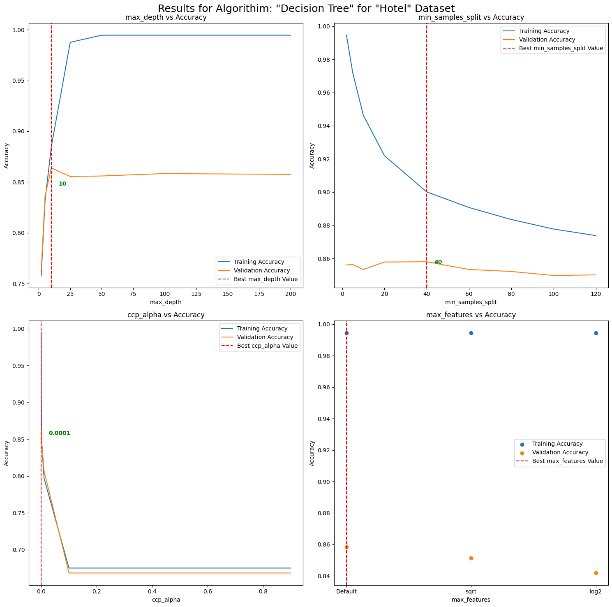 Results for Algorithim: "Decision Tree" for "Hotel" Dataset
max_depth vs Accuracy
1.00
0.95
0.90
0.85
0.80
0.75
Accuracy
10
Training Accuracy
Validation Accuracy
Best max_depth Value
0
25
50
75
100
125
150
175
200
max_depth
min_samples_split vs Accuracy
1.00
0.98
0.96
0.94
0.92
0.90
0.88
0.86
Accuracy
40
Training Accuracy
Validation Accuracy
Best min_samples_split Value
0
20
40
60
80
100
120
min_samples_split
ccp_alpha vs Accuracy
1.00
0.95
0.90
0.85
0.80
0.75
0.70
Accuracy
0.0001
Training Accuracy
Validation Accuracy
Best ccp_alpha Value
0.0
0.2
0.4
0.6
0.8
ccp_alpha
max_features vs Accuracy
1.00
0.98
0.96
0.94
0.92
0.90
0.88
0.86
0.84
Accuracy
Training Accuracy
Validation Accuracy
Best max_features Value
Default
sqrt
log2
max_features